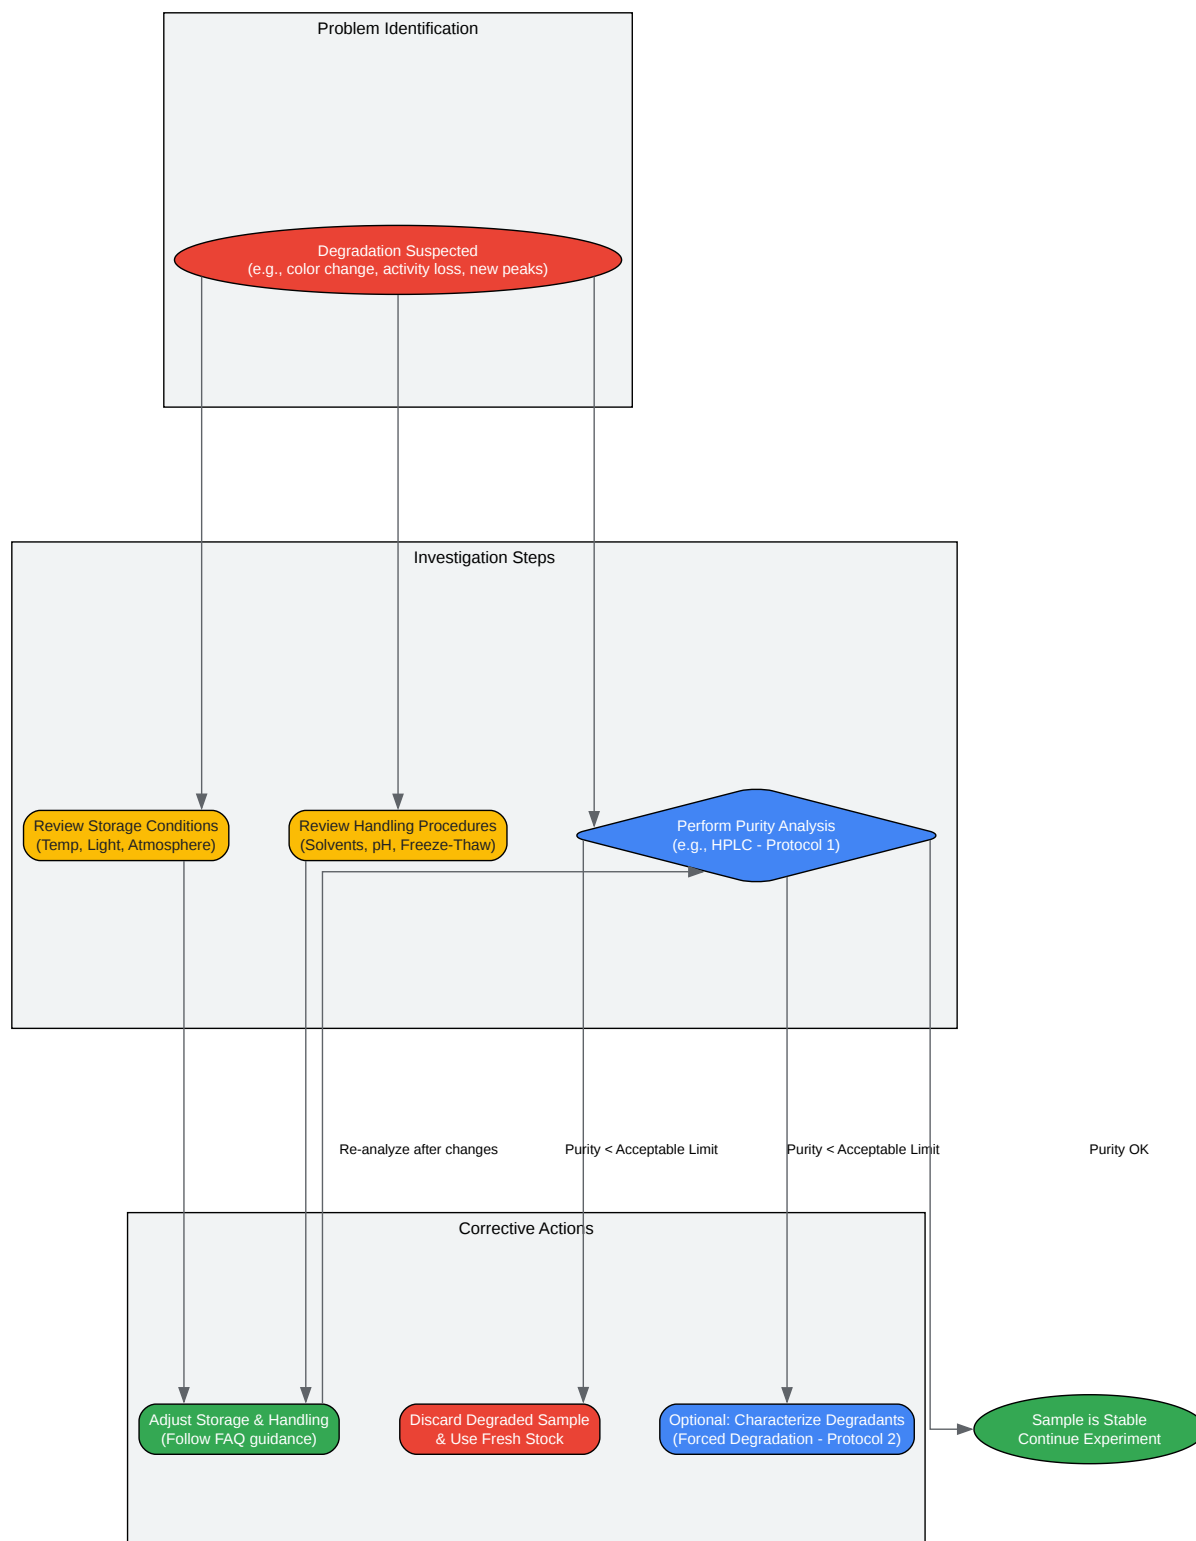 Problem Identification
Degradation Suspected
(e.g., color change, activity loss, new peaks)
Investigation Steps
Review Storage Conditions
(Temp, Light, Atmosphere)
Review Handling Procedures
(Solvents, pH, Freeze-Thaw)
Perform Purity Analysis
(e.g., HPLC - Protocol 1)
Re-analyze after changes
Purity < Acceptable Limit
Purity < Acceptable Limit
Purity OK
Corrective Actions
Adjust Storage & Handling
(Follow FAQ guidance)
Discard Degraded Sample
& Use Fresh Stock
Optional: Characterize Degradants
(Forced Degradation - Protocol 2)
Sample is Stable
Continue Experiment